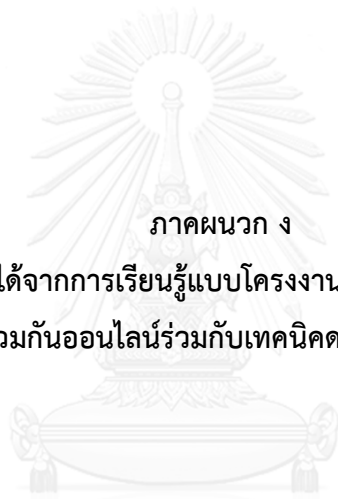 ภาคผนวก ง
ได้จากการเรียนรู้แบบโครงงาน
วมกันออนไลน์ร่วมกับเทคนิคด